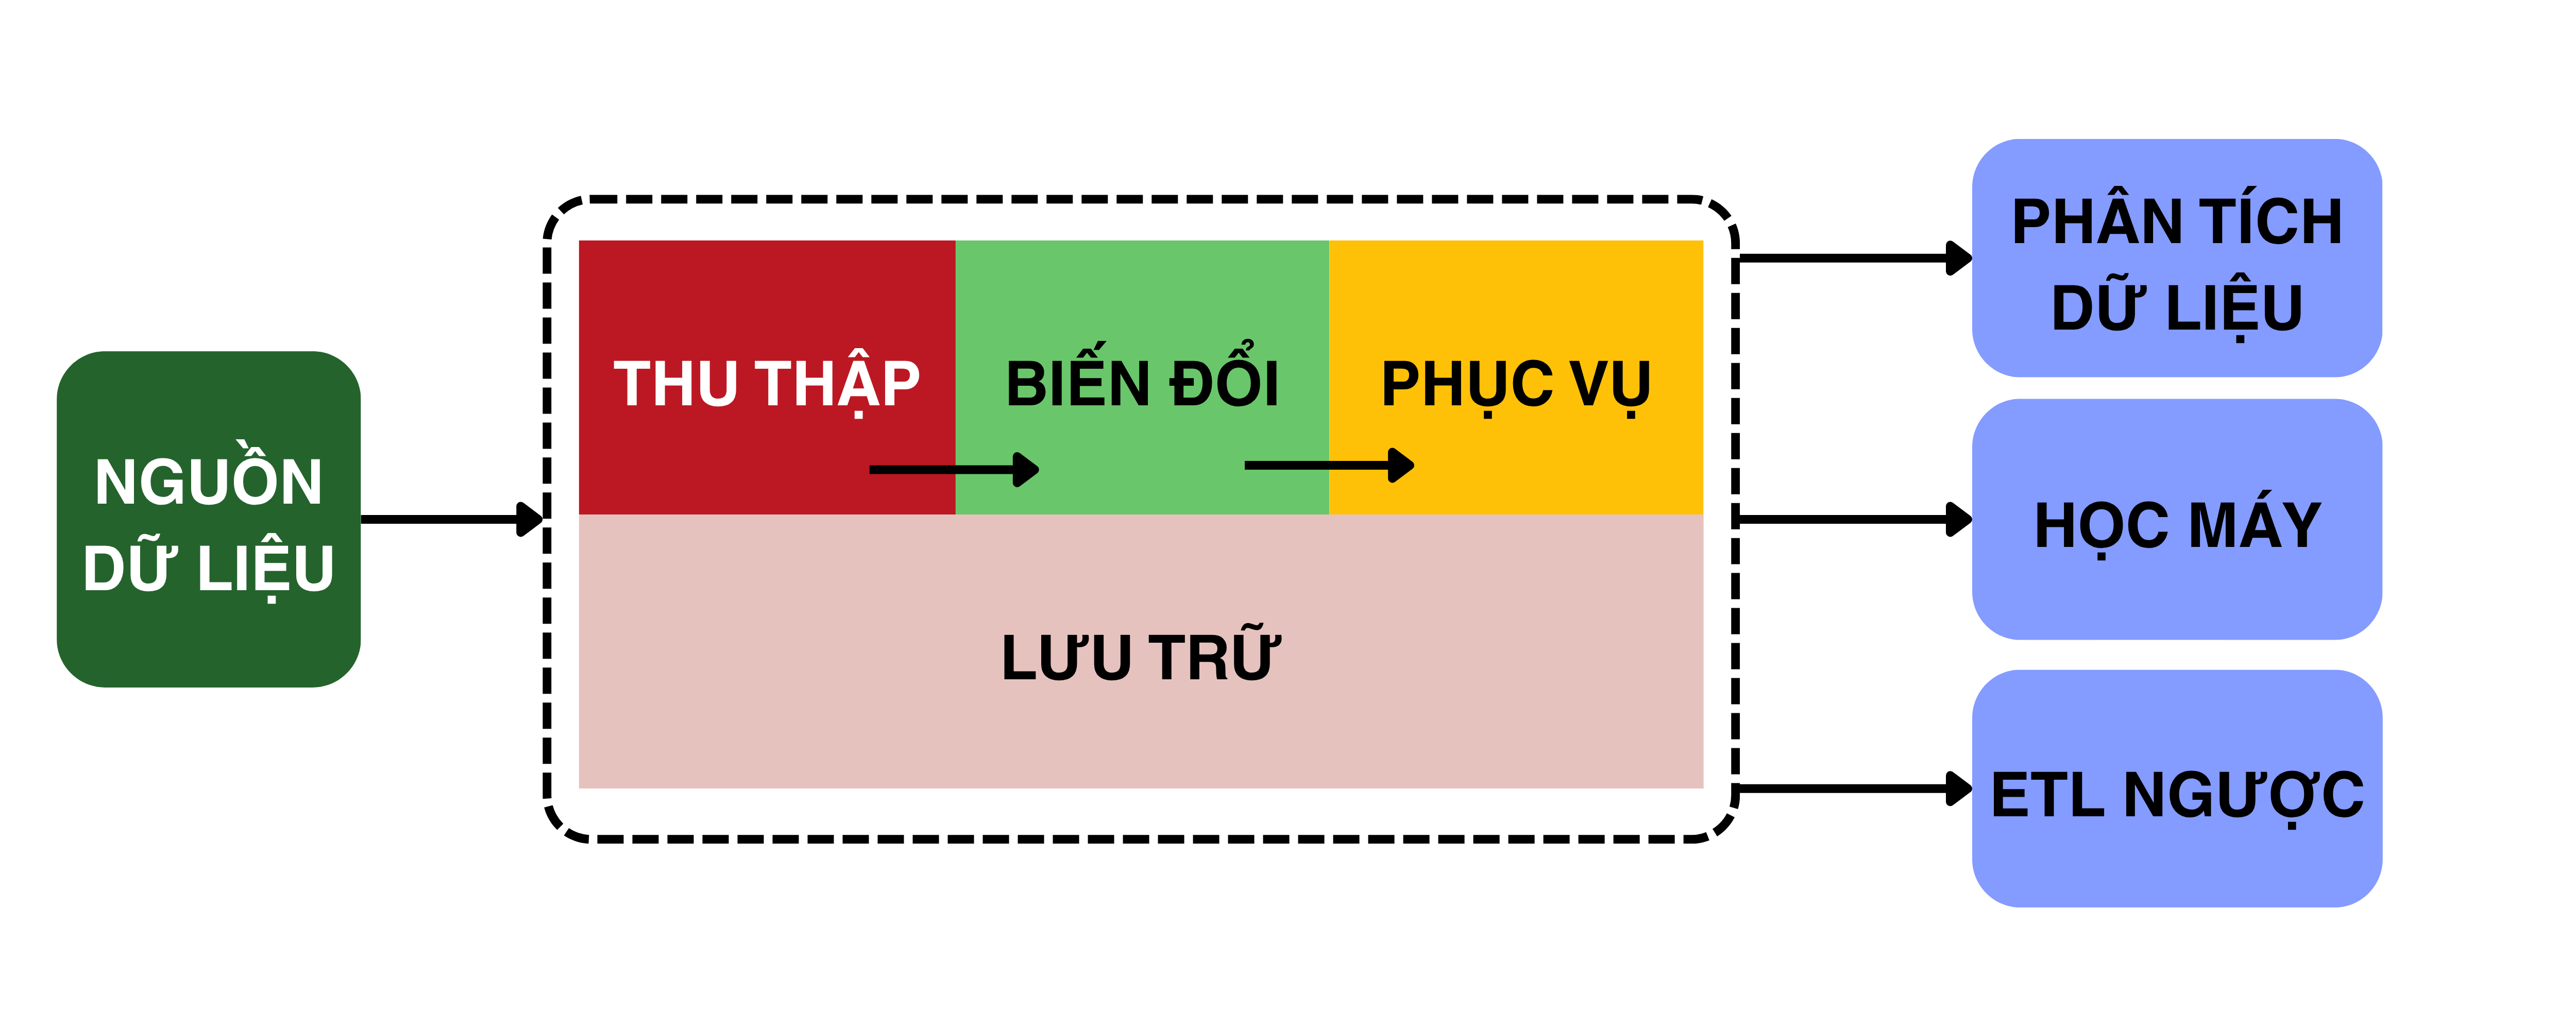 NGUỒN
DỮ LIỆU
THU THẬP
BIẾN ĐỔI
PHỤC VỤ
LƯU TRỮ
PHÂN TÍCH
DỮ LIỆU
HỌC MÁY
ETL NGƯỢC